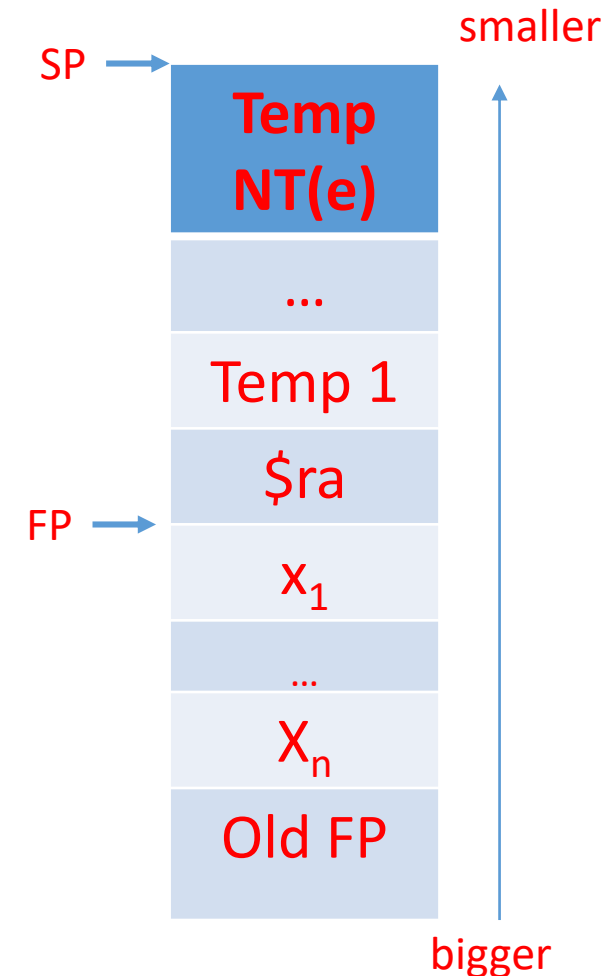 smaller
SP
Temp
NT(e)
...
Temp 1
$ra
FP
x₁
...
Xₙ
Old FP
bigger